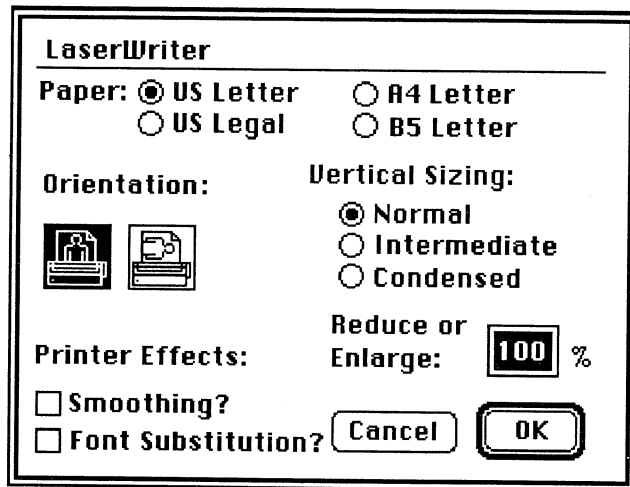 LaserWriter
Paper: US Letter A4 Letter
US Legal B5 Letter
Orientation:
Vertical Sizing:
Normal
Intermediate
Condensed
Reduce or
Enlarge: 100 %
Printer Effects:
Smoothing?
Font Substitution?
Cancel OK